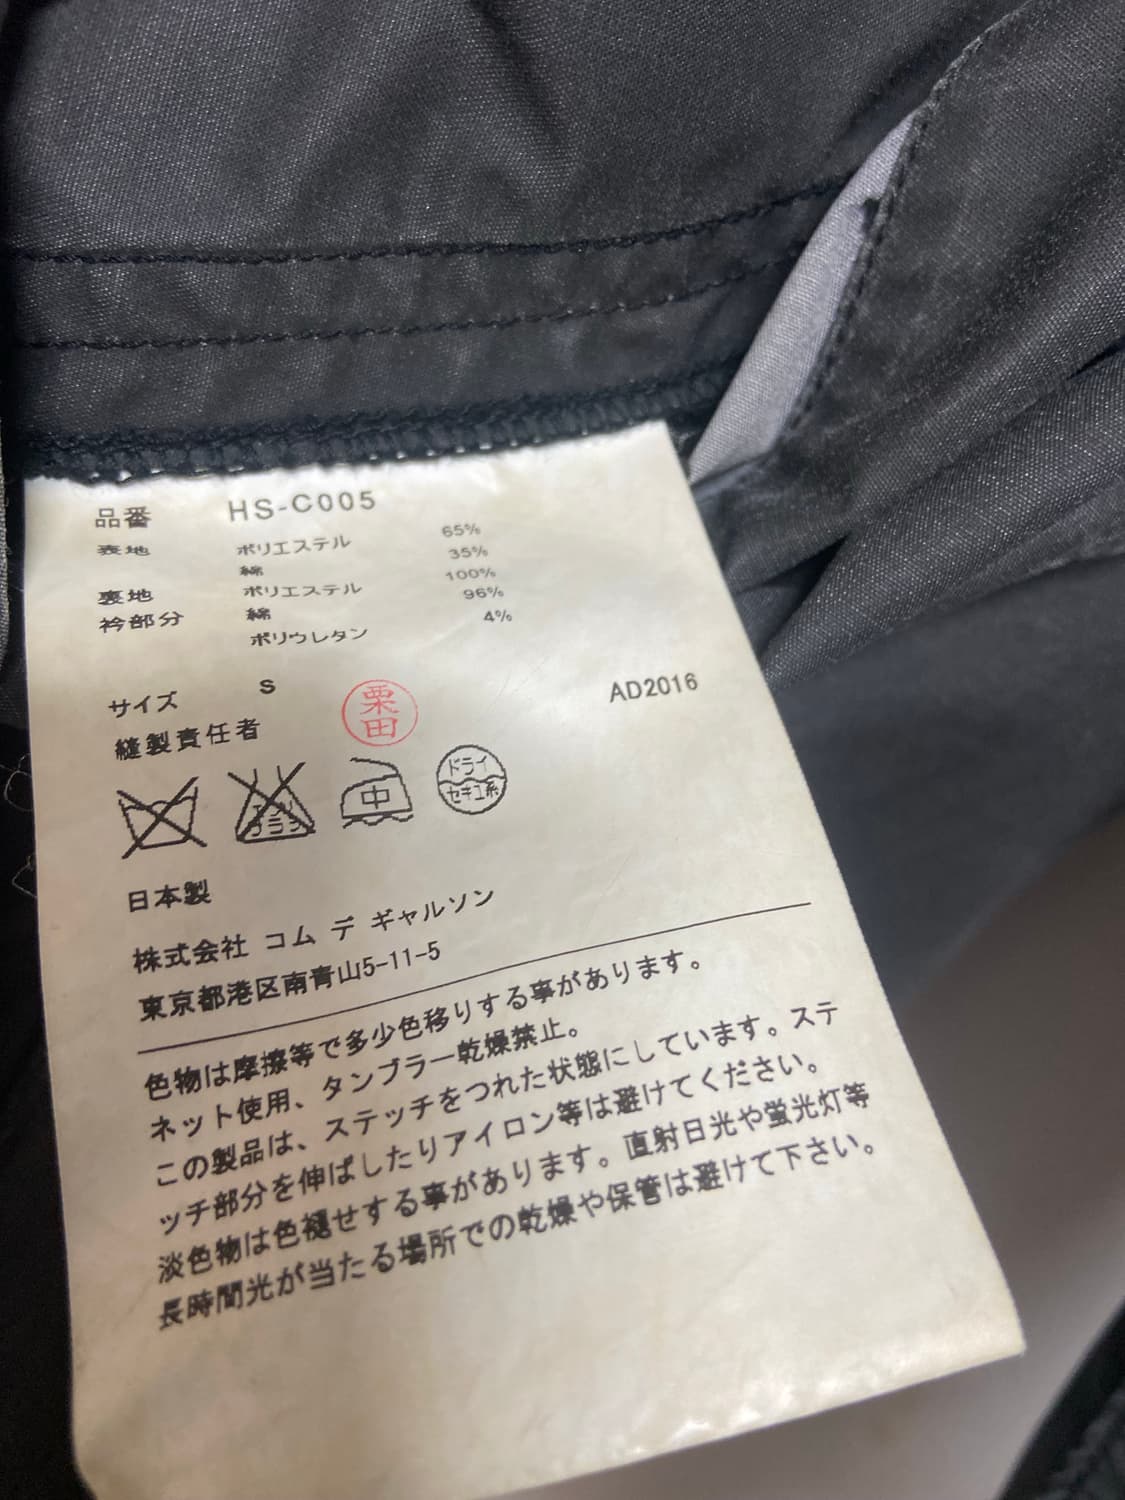 品番 HS-C005
表地 ポリエステル 65%
綿 35%
裏地 ポリエステル 100%
衿部分 綿 96%
ポリウレタン 4%
サイズ S AD2016
縫製責任者 栗田
エンソ
ドライ
セキユ系
中
日本製
株式会社 コム デ ギャルソン
東京都港区南青山5-11-5
色物は摩擦等で多少色移りする事があります。
ネット使用、タンブラー乾燥禁止。
この製品は、ステッチをつれた状態にしています。ステ
ッチ部分を伸ばしたりアイロン等は避けてください。
淡色物は色褪せする事があります。直射日光や蛍光灯等
長時間光が当たる場所での乾燥や保管は避けて下さい。